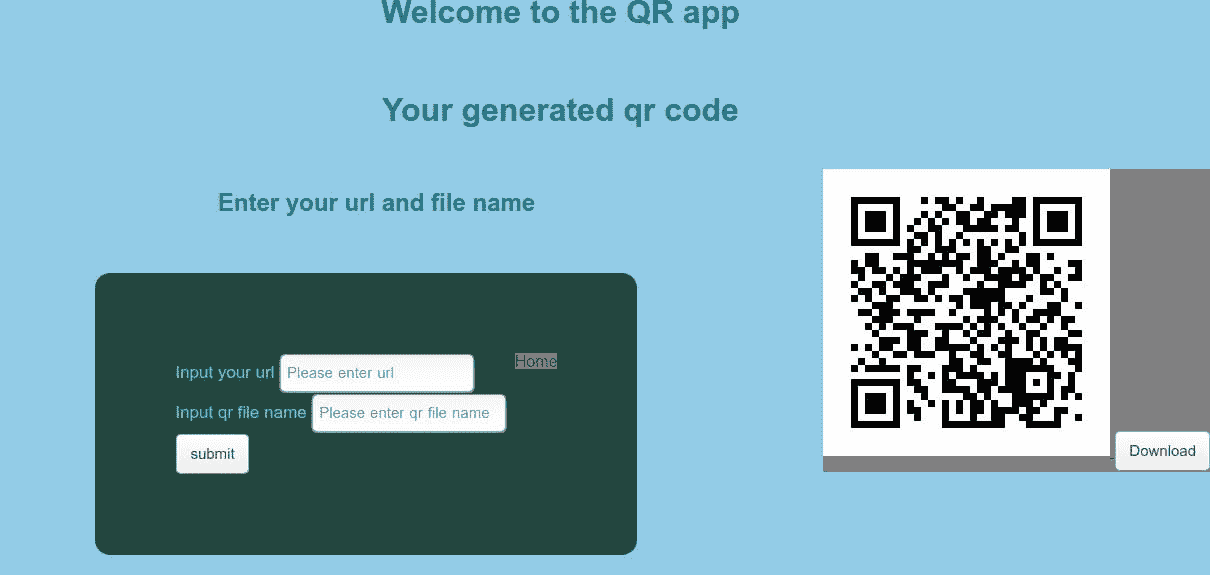 Welcome to the QR app
Your generated qr code
Enter your url and file name
Input your url Please enter url Home
Input qr file name Please enter qr file name
submit
Download